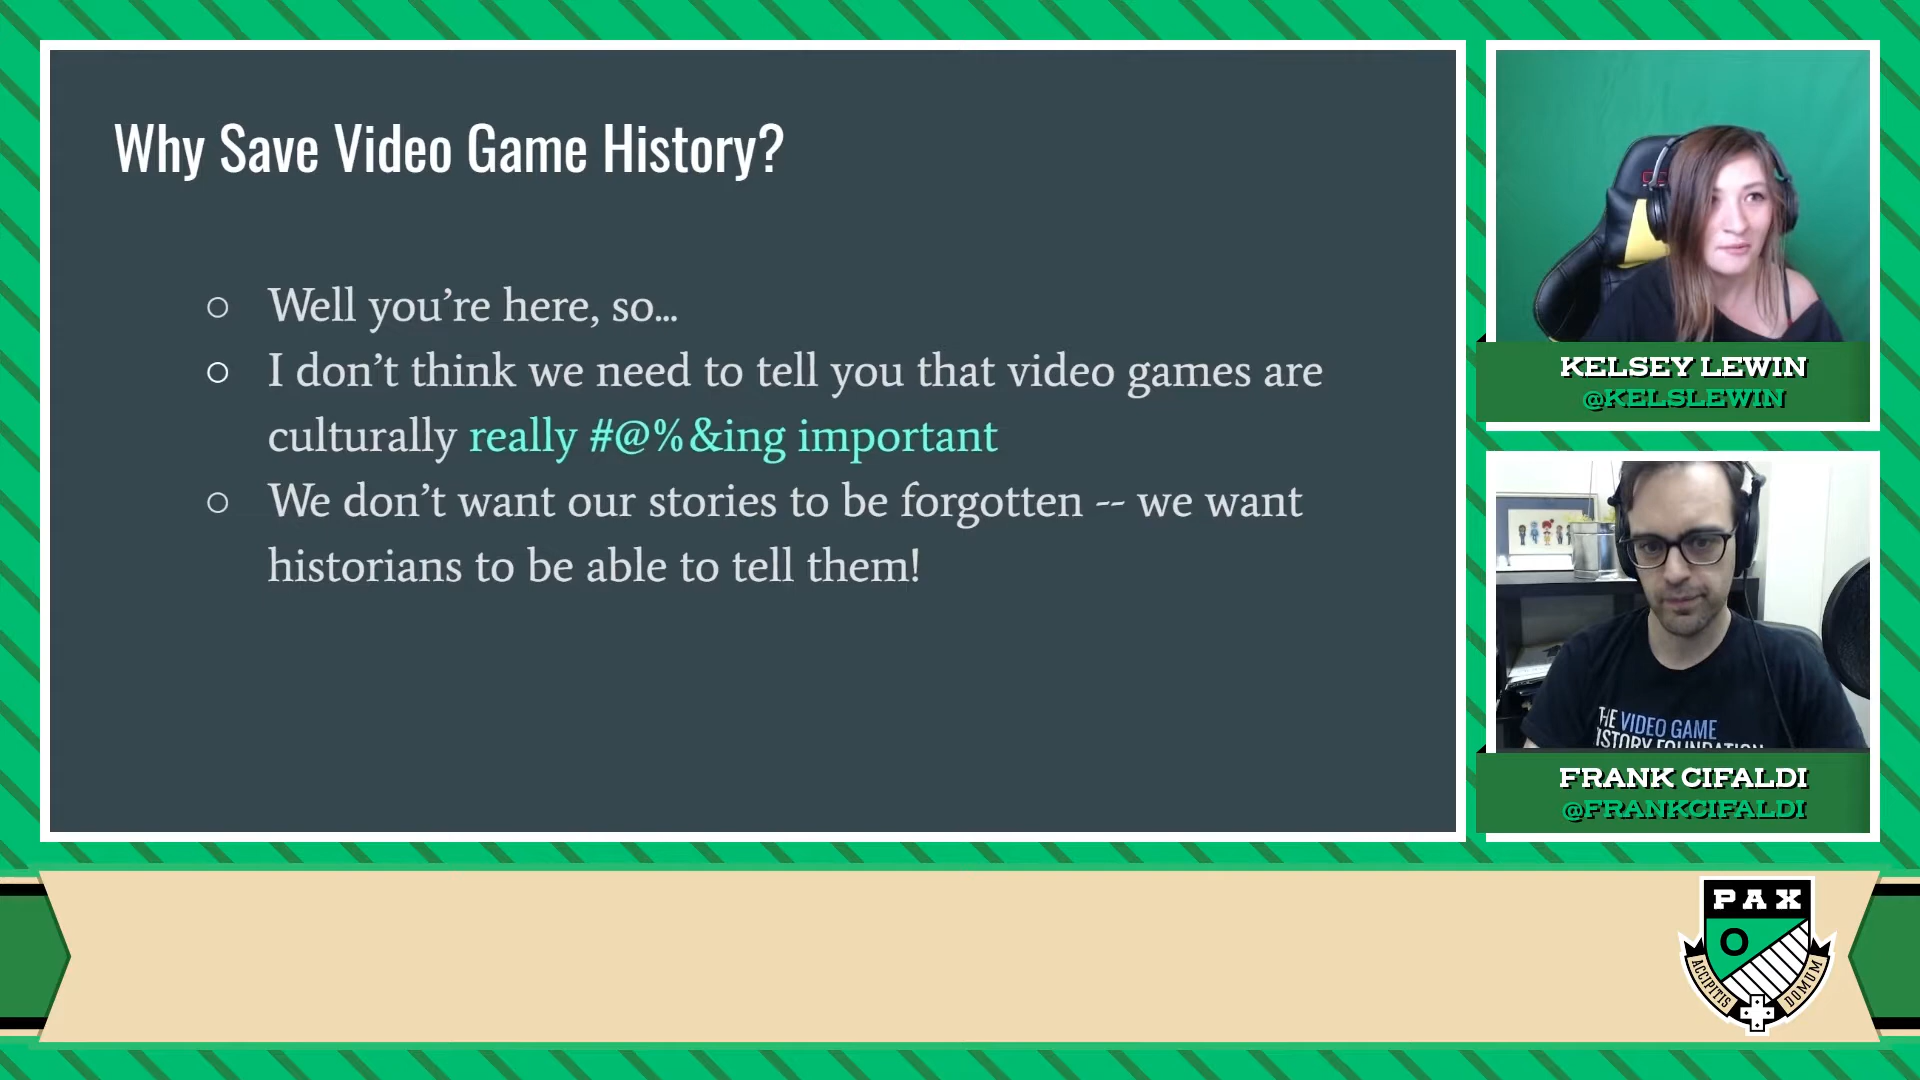 Why Save Video Game History?
○ Well you're here, so...
○ I don't think we need to tell you that video games are
culturally really #@%&ing important
○ We don't want our stories to be forgotten -- we want
historians to be able to tell them!
KELSEY LEWIN
@KELSLEWIN
THE VIDEO GAME
ISTORY FOUNDATION
FRANK CIFALDI
@FRANKCIFALDI
PAX
O
ACCIPITIS DOMUM